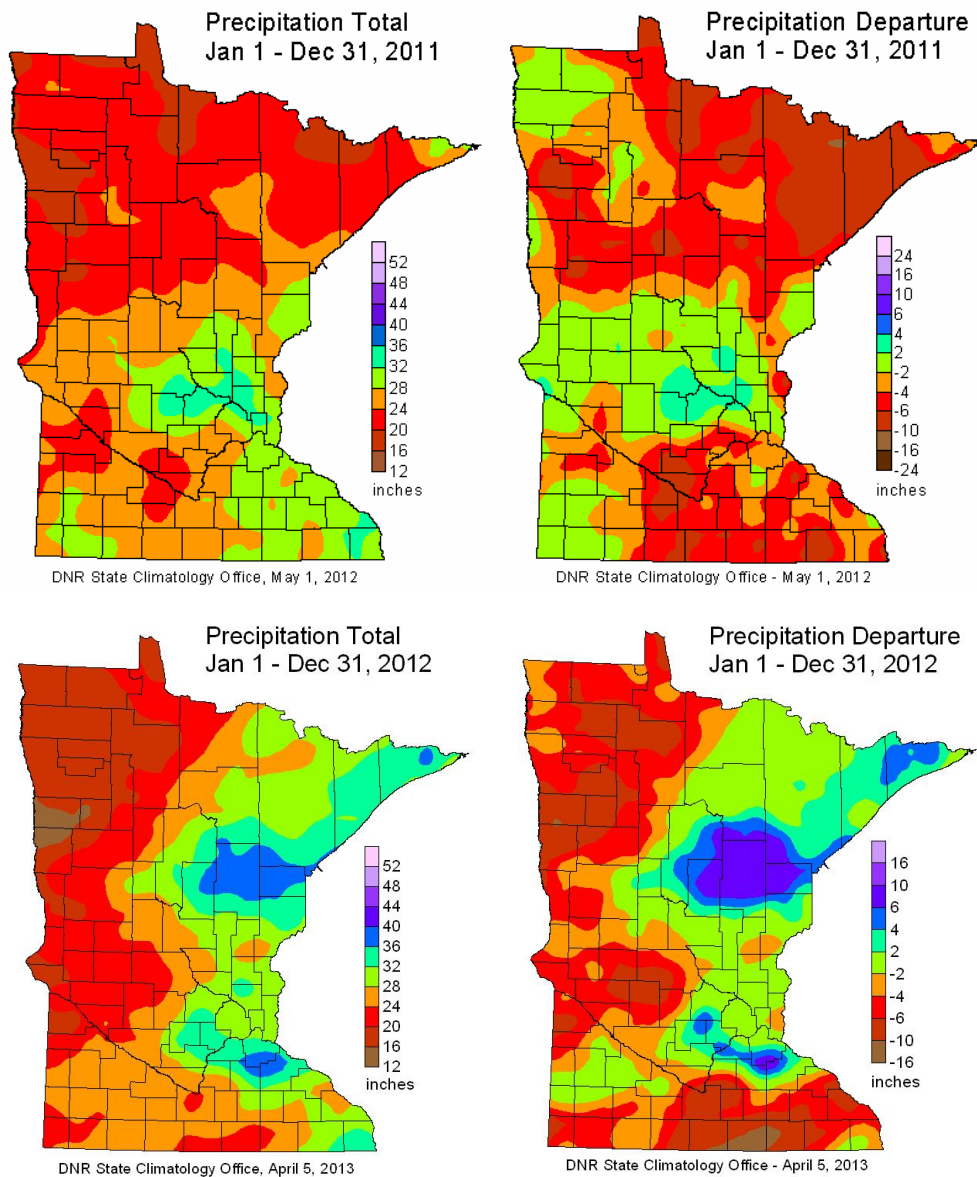 Precipitation Total
Jan 1 - Dec 31, 2011
52
48
44
40
36
32
28
24
20
16
12
inches
DNR State Climatology Office, May 1, 2012
Precipitation Departure
Jan 1 - Dec 31, 2011
24
16
10
6
4
2
-2
-4
-6
-10
-16
-24
inches
DNR State Climatology Office - May 1, 2012
Precipitation Total
Jan 1 - Dec 31, 2012
52
48
44
40
36
32
28
24
20
16
12
inches
DNR State Climatology Office, April 5, 2013
Precipitation Departure
Jan 1 - Dec 31, 2012
16
10
6
4
2
-2
-4
-6
-10
-16
inches
DNR State Climatology Office - April 5, 2013